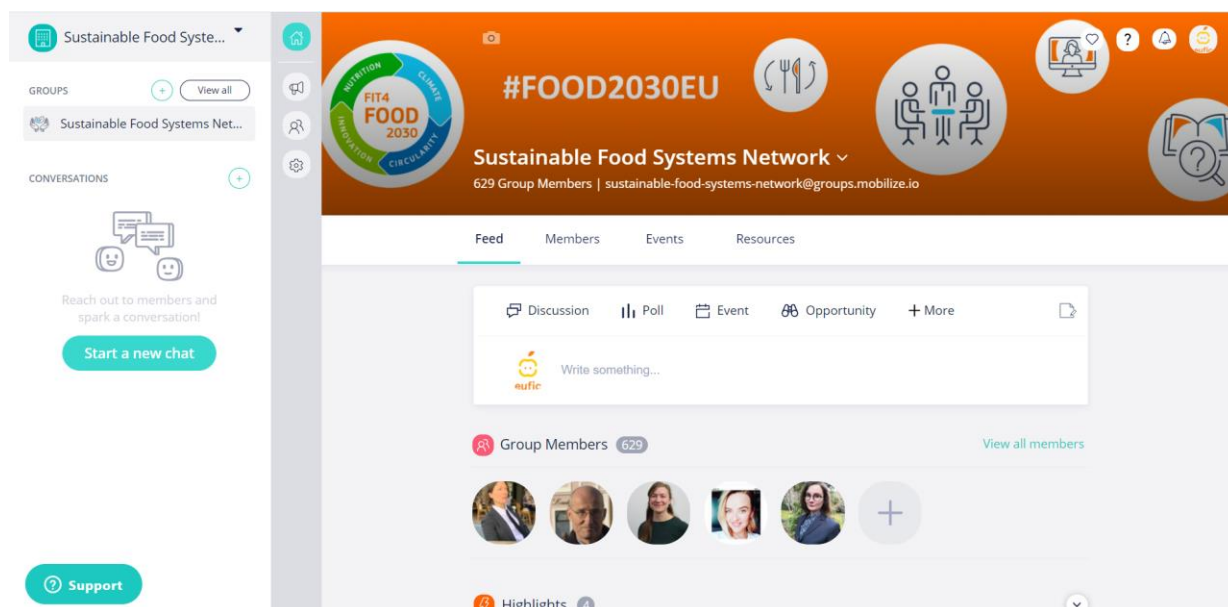 Sustainable Food Syste...
GROUPS
View all
Sustainable Food Systems Net...
CONVERSATIONS
Reach out to members and
spark a conversation!
Start a new chat
Support
NUTRITION
CLIMATE
CIRCULARITY
INNOVATION
FIT4
FOOD
2030
#FOOD2030EU
Sustainable Food Systems Network
629 Group Members | sustainable-food-systems-network@groups.mobilize.io
?
eufic
Feed Members Events Resources
Discussion Poll Event Opportunity + More
eufic
Write something...
Group Members 629
View all members
Highlights 4